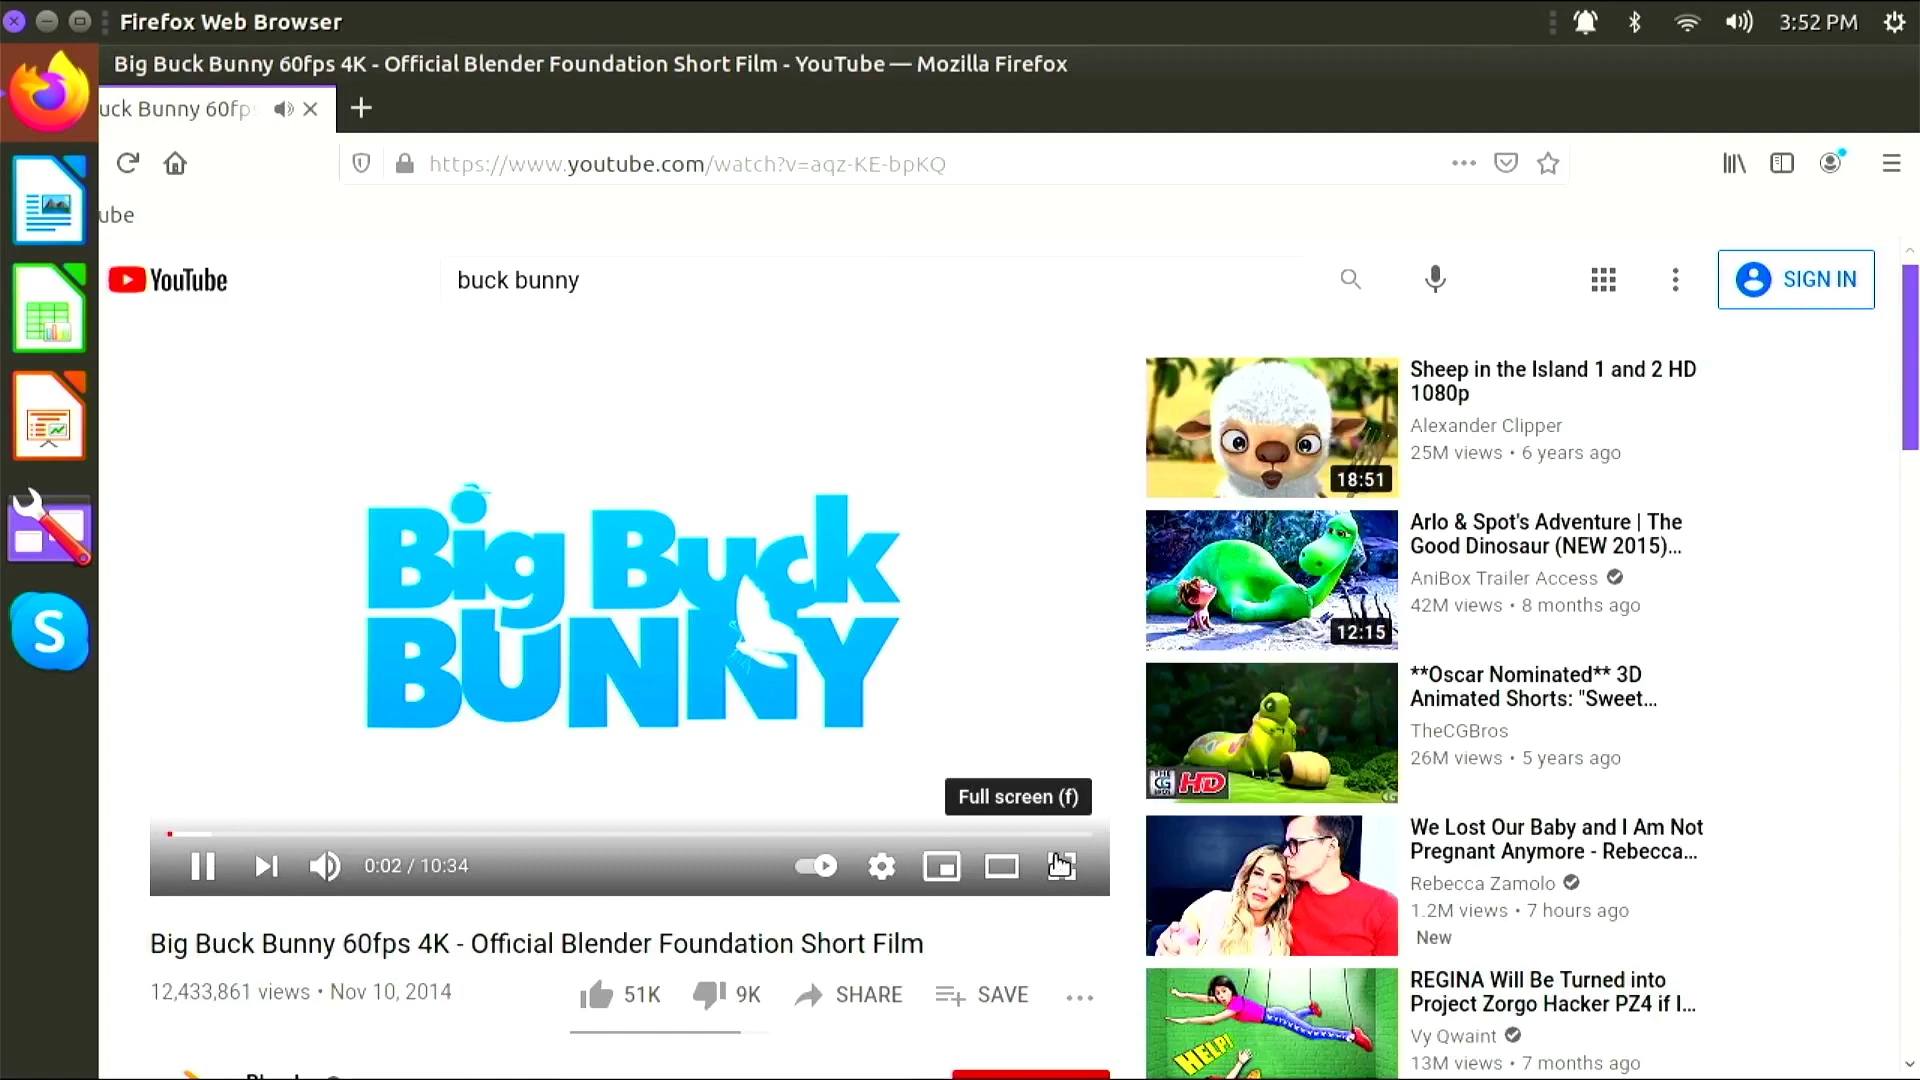 Firefox Web Browser
3:52 PM
Big Buck Bunny 60fps 4K - Official Blender Foundation Short Film - YouTube — Mozilla Firefox
uck Bunny 60fp
https://www.youtube.com/watch?v=aqz-KE-bpKQ
ube
YouTube
buck bunny
SIGN IN
Big Buck
BUNNY
Full screen (f)
0:02 / 10:34
Big Buck Bunny 60fps 4K - Official Blender Foundation Short Film
12,433,861 views • Nov 10, 2014
51K
9K
SHARE
SAVE
18:51
Sheep in the Island 1 and 2 HD
1080p
Alexander Clipper
25M views • 6 years ago
12:15
Arlo & Spot's Adventure | The
Good Dinosaur (NEW 2015)...
AniBox Trailer Access
42M views • 8 months ago
THE CG BROS HD
**Oscar Nominated** 3D
Animated Shorts: "Sweet...
TheCGBros
26M views • 5 years ago
We Lost Our Baby and I Am Not
Pregnant Anymore - Rebecca...
Rebecca Zamolo
1.2M views • 7 hours ago
New
HELP!
REGINA Will Be Turned into
Project Zorgo Hacker PZ4 if I...
Vy Qwaint
13M views • 7 months ago
S